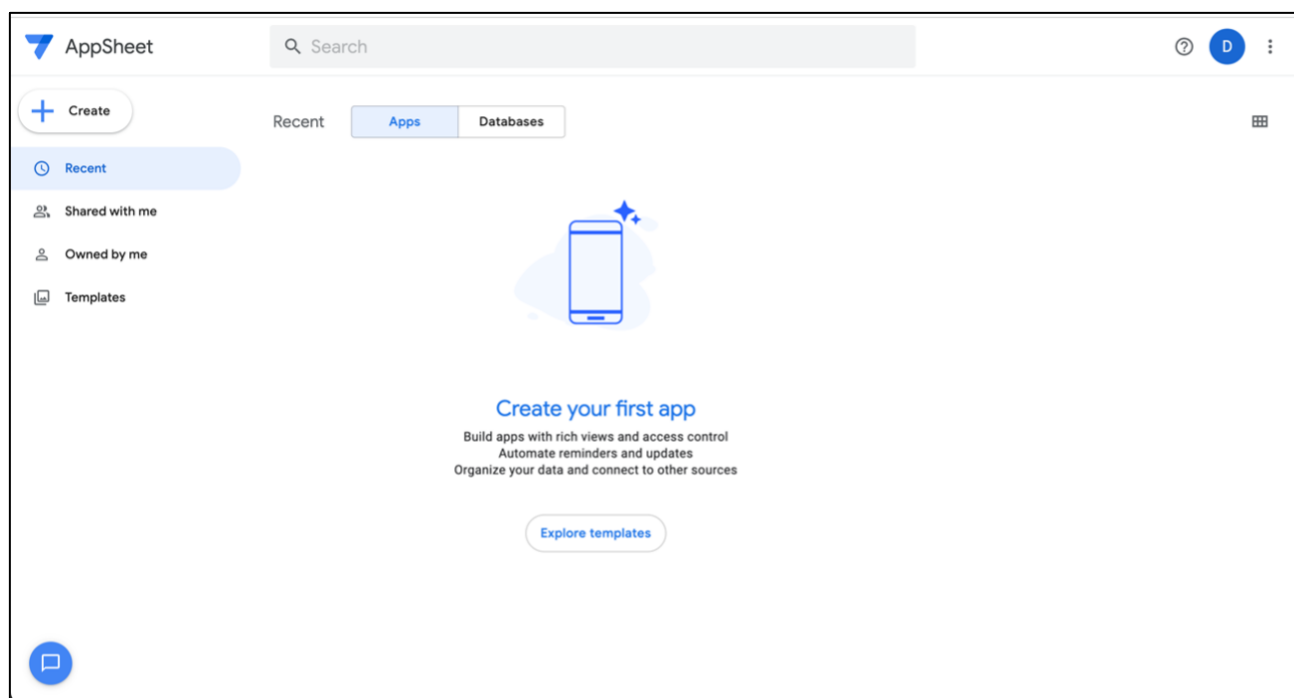 AppSheet
Search
D
Create
Recent
Shared with me
Owned by me
Templates
Recent
Apps
Databases
Create your first app
Build apps with rich views and access control
Automate reminders and updates
Organize your data and connect to other sources
Explore templates